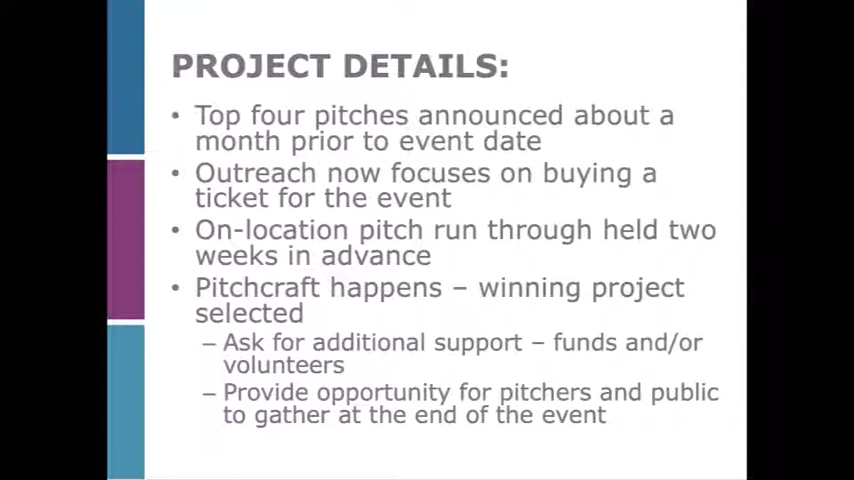 PROJECT DETAILS:
• Top four pitches announced about a
month prior to event date
• Outreach now focuses on buying a
ticket for the event
• On-location pitch run through held two
weeks in advance
• Pitchcraft happens – winning project
selected
– Ask for additional support – funds and/or
volunteers
– Provide opportunity for pitchers and public
to gather at the end of the event